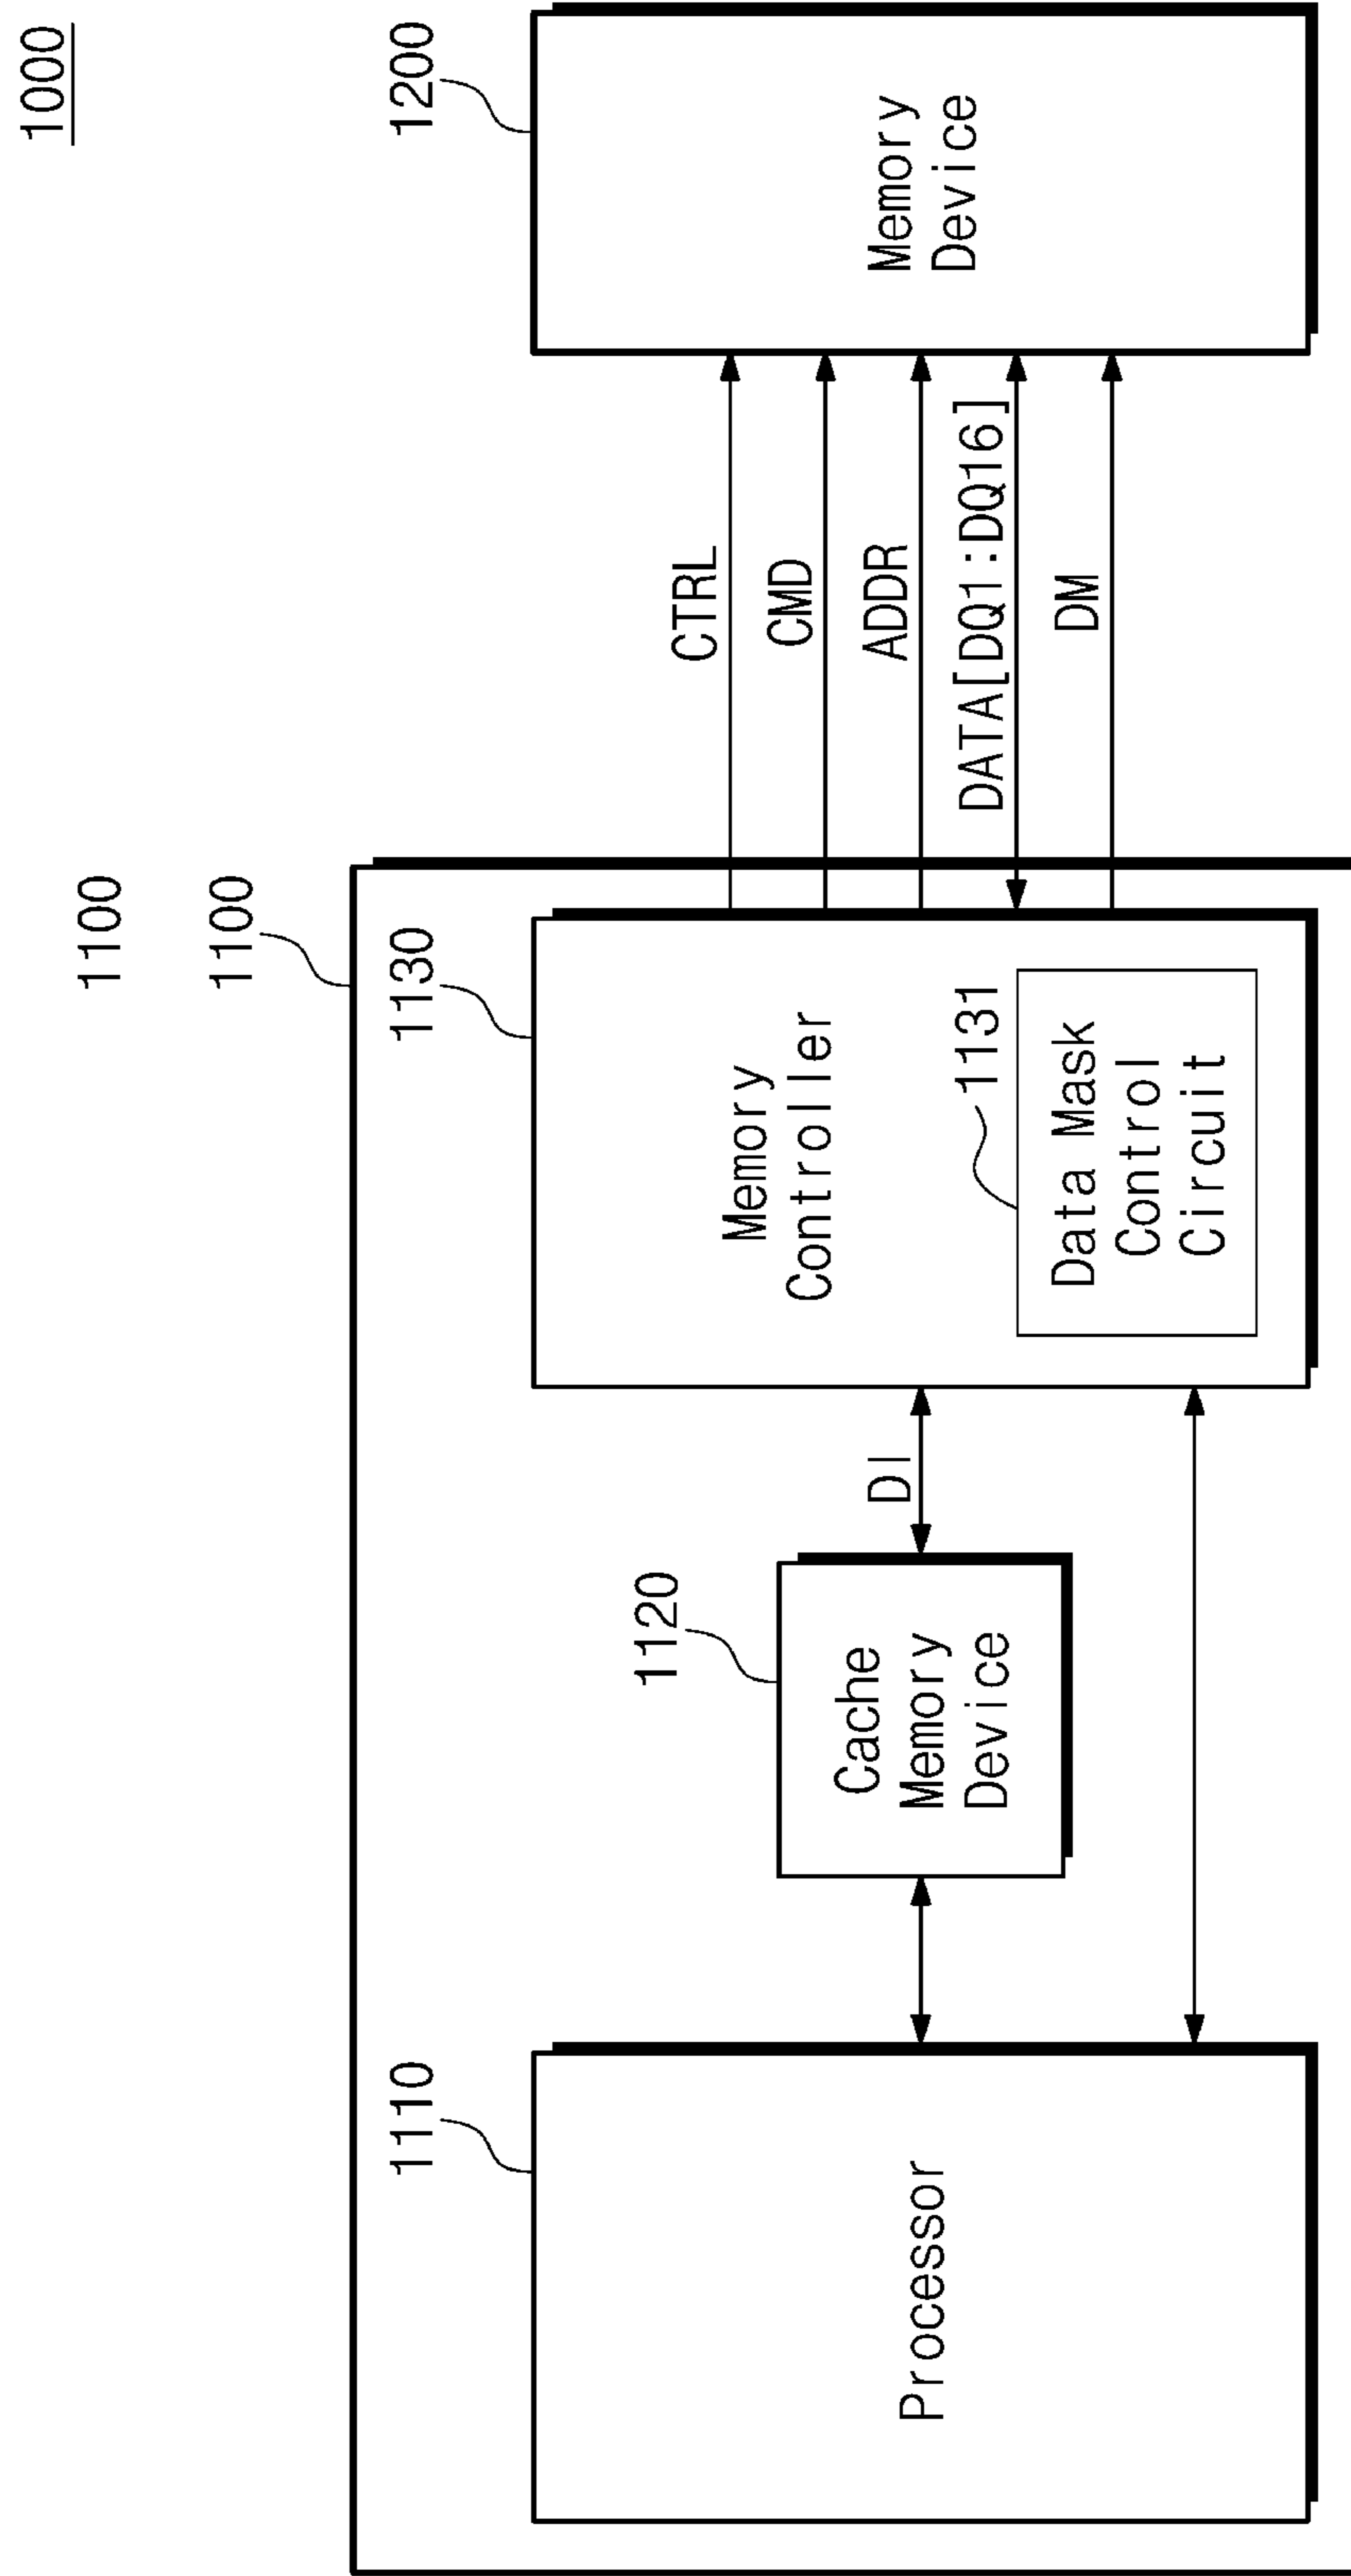 1000
1100
1100
1110
Processor
1120
Cache
Memory
Device
DI
1130
Memory
Controller
1131
Data Mask
Control
Circuit
CTRL
CMD
ADDR
DATA[DQ1:DQ16]
DM
1200
Memory
Device